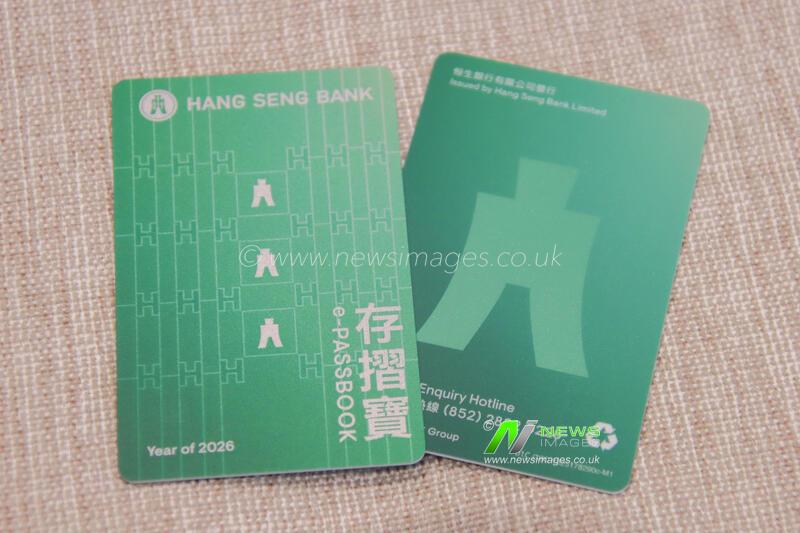 HANG SENG BANK
存摺寶
e-PASSBOOK
Year of 2026
恒生銀行有限公司發行
Issued by Hang Seng Bank Limited
Enquiry Hotline
(852)
Group
© www.newsimages.co.uk
© NEWS
IMAGES
www.newsimages.co.uk